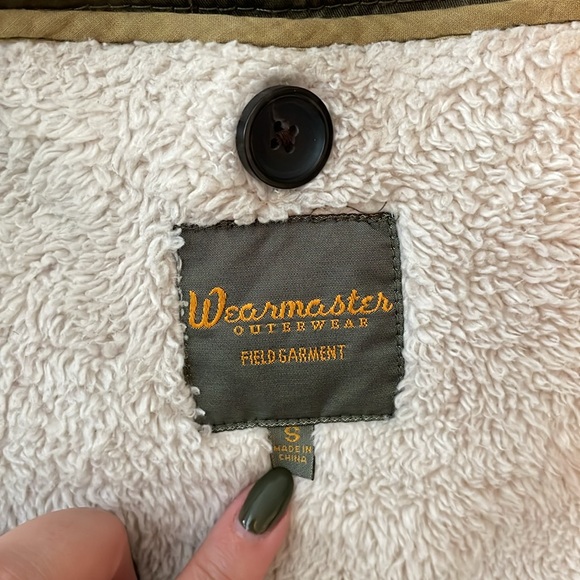 Wearmaster
OUTERWEAR
FIELD GARMENT
S
MADE IN
CHINA